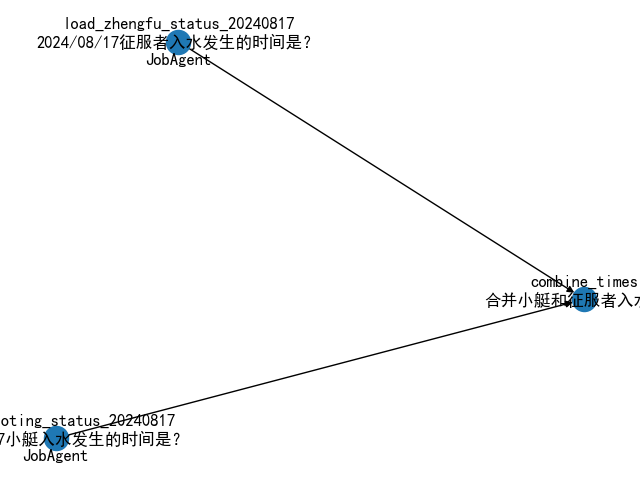 load_zhengfu_status_20240817
2024/08/17征服者入水发生的时间是?
JobAgent
combine_times
合并小艇和征服者入水
oting_status_20240817
7小艇入水发生的时间是?
JobAgent